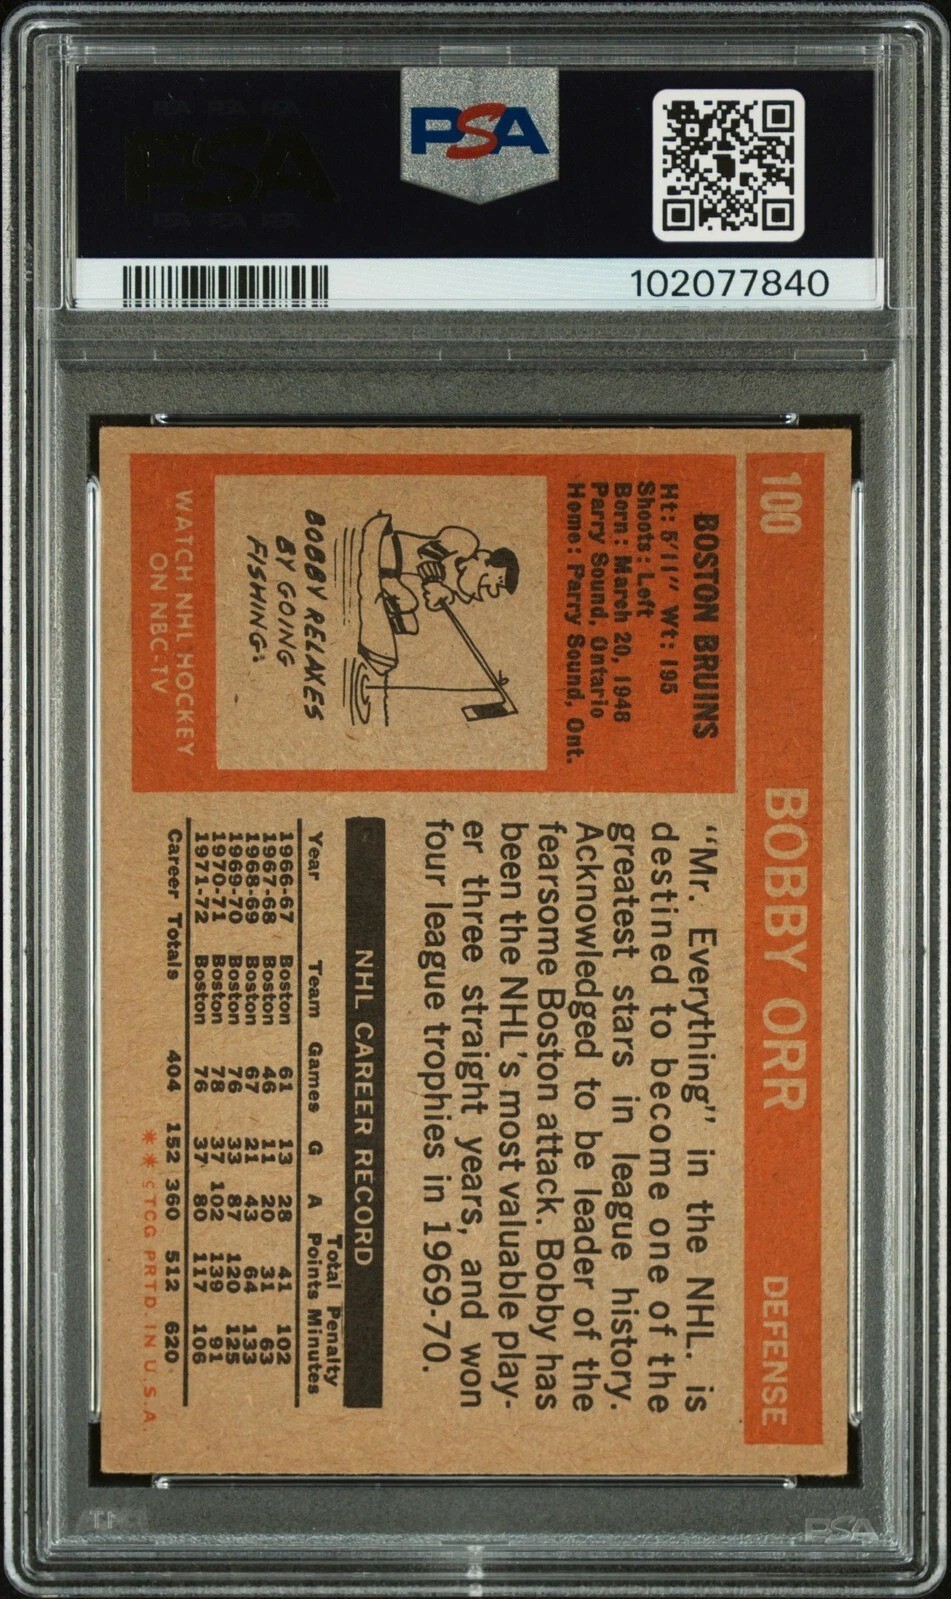 PSA
102077840
100 BOBBY ORR DEFENSE
BOSTON BRUINS
Ht: 5'11" Wt: 195
Shoots: Left
Born: March 20, 1948
Parry Sound, Ontario
Home: Parry Sound, Ont.
BOBBY RELAXES
BY GOING
FISHING.
WATCH NHL HOCKEY
ON NBC-TV
"Mr. Everything" in the NHL. is
destined to become one of the
greatest stars in league history.
Acknowledged to be leader of the
fearsome Boston attack. Bobby has
been the NHL's most valuable play-
er three straight years, and won
four league trophies in 1969-70.
NHL CAREER RECORD
Total Penalty
Year Team Games G A Points Minutes
1966-67 Boston 61 13 28 41 102
1967-68 Boston 46 11 20 31 63
1968-69 Boston 67 21 43 64 133
1969-70 Boston 76 33 87 120 125
1970-71 Boston 78 37 102 139 91
1971-72 Boston 76 37 80 117 106
Career Totals 404 152 360 512 620
** © TCG PRTD. IN U.S.A.
PSA